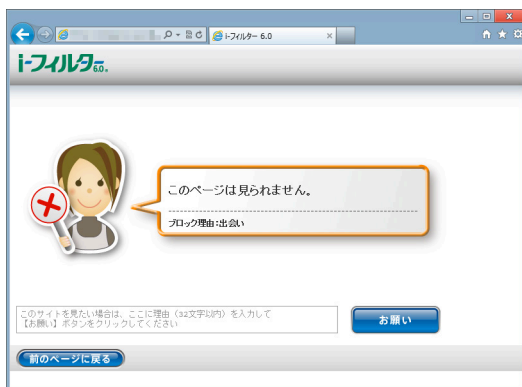 i-フィルター 6.0
i-フィルター6.0.
このページは見られません。
ブロック理由:出会い
このサイトを見たい場合は、ここに理由（32文字以内）を入力して
【お願い】ボタンをクリックしてください
お願い
前のページに戻る